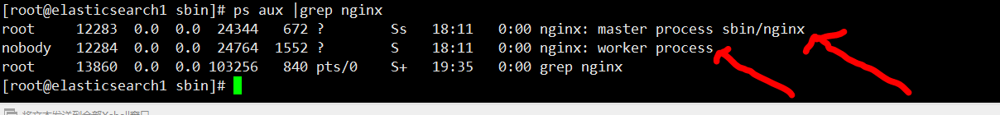 [root@elasticsearch1 sbin]# ps aux |grep nginx
root     12283  0.0  0.0  24344   672 ?        Ss   18:11   0:00 nginx: master process sbin/nginx
nobody   12284  0.0  0.0  24764  1552 ?        S    18:11   0:00 nginx: worker process
root     13860  0.0  0.0 103256   840 pts/0    S+   19:35   0:00 grep nginx
[root@elasticsearch1 sbin]#